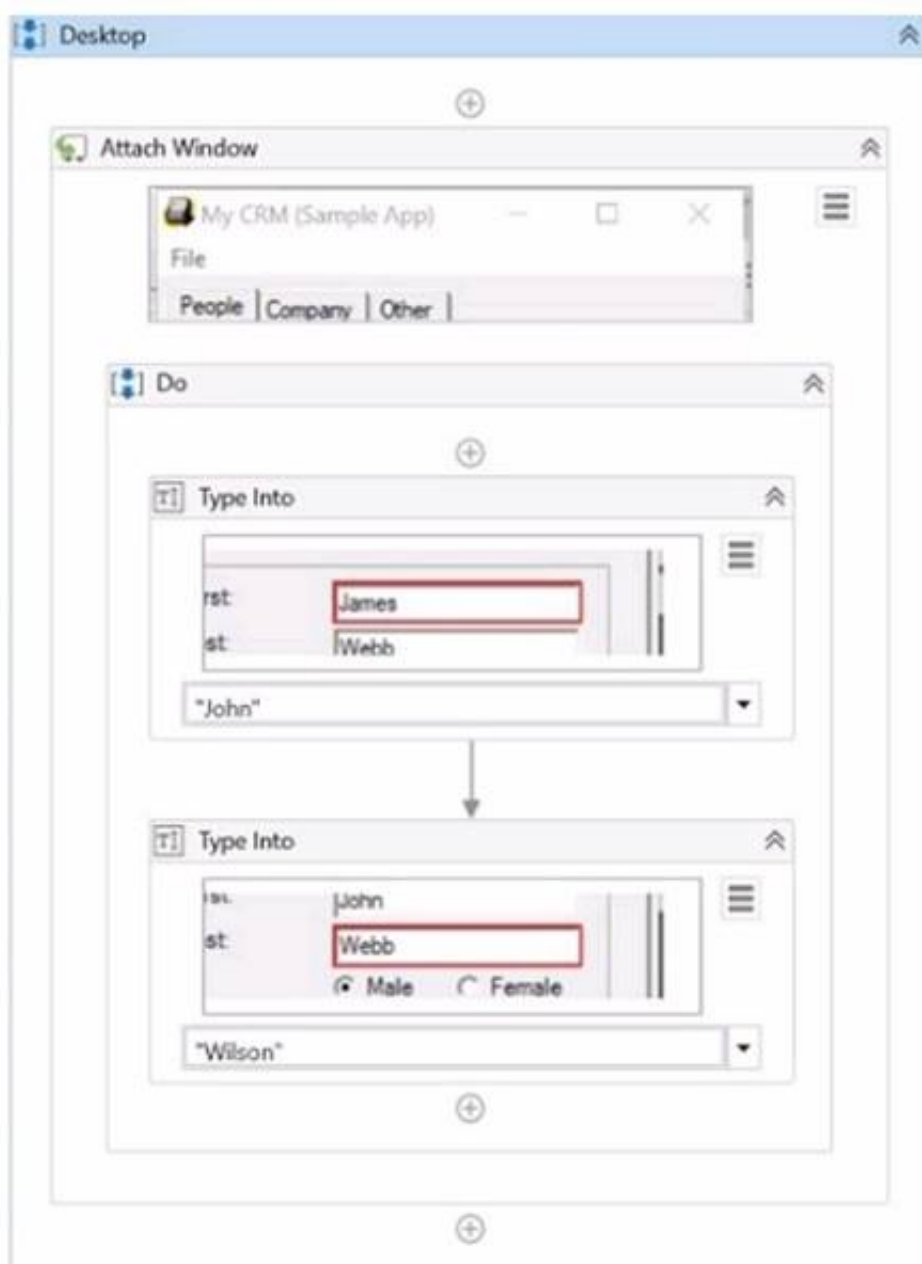 Desktop
Attach Window
My CRM (Sample App)
File
People Company Other
Do
Type Into
rst:
James
st:
Webb
"John"
Type Into
John
st:
Webb
Male Female
"Wilson"